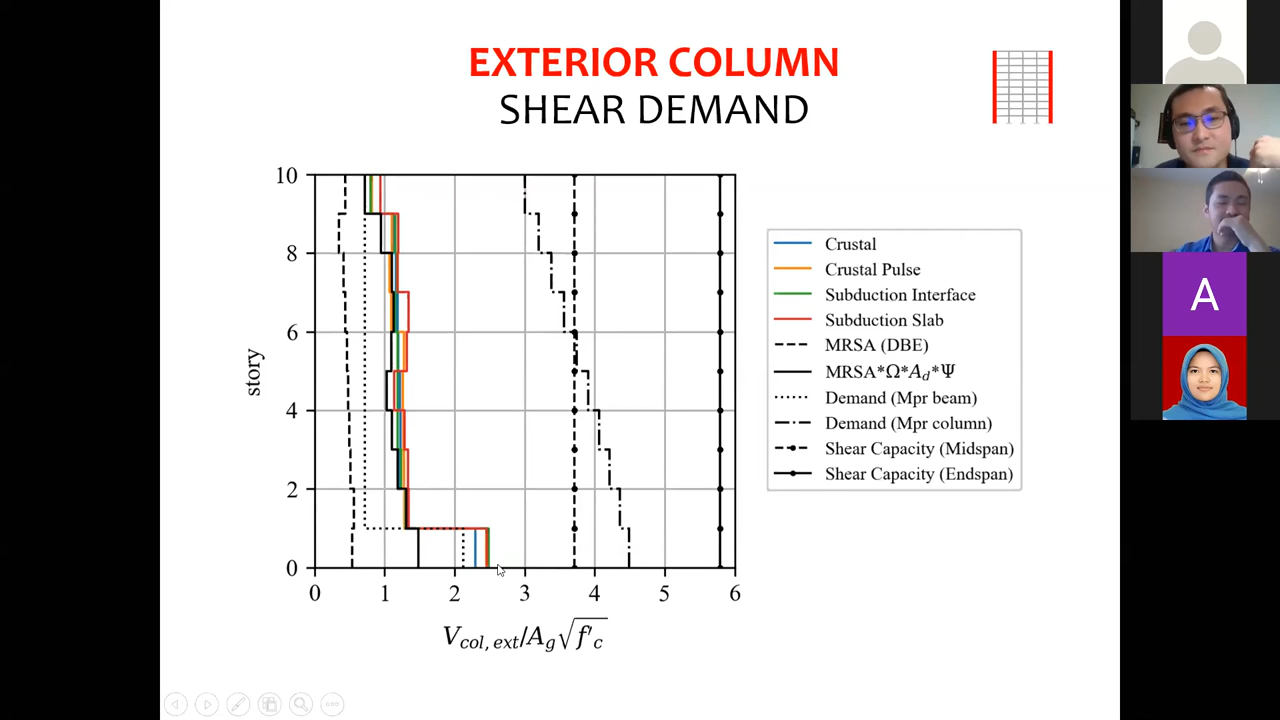 EXTERIOR COLUMN
SHEAR DEMAND
10
8
6
4
2
0
story
0 1 2 3 4 5 6
V_col, ext/A_g√f'_c
Crustal
Crustal Pulse
Subduction Interface
Subduction Slab
MRSA (DBE)
MRSA*Ω*A_d*Ψ
Demand (Mpr beam)
Demand (Mpr column)
Shear Capacity (Midspan)
Shear Capacity (Endspan)
A